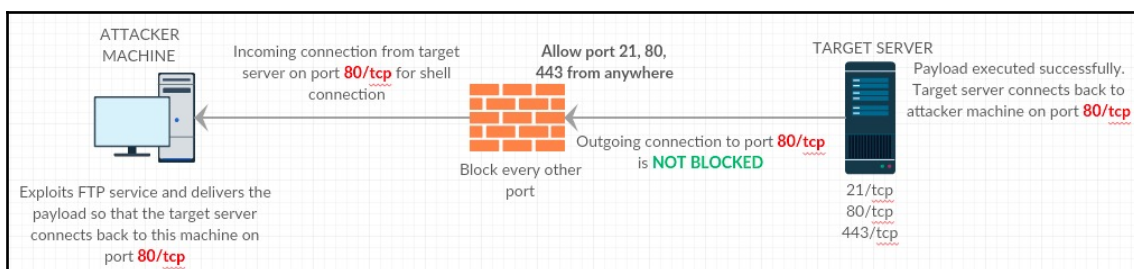 ATTACKER
MACHINE
Incoming connection from target
server on port 80/tcp for shell
connection
Allow port 21, 80,
443 from anywhere
TARGET SERVER
Payload executed successfully.
Target server connects back to
attacker machine on port 80/tcp
Outgoing connection to port 80/tcp
is NOT BLOCKED
Block every other
port
Exploits FTP service and delivers the
payload so that the target server
connects back to this machine on
port 80/tcp
21/tcp
80/tcp
443/tcp